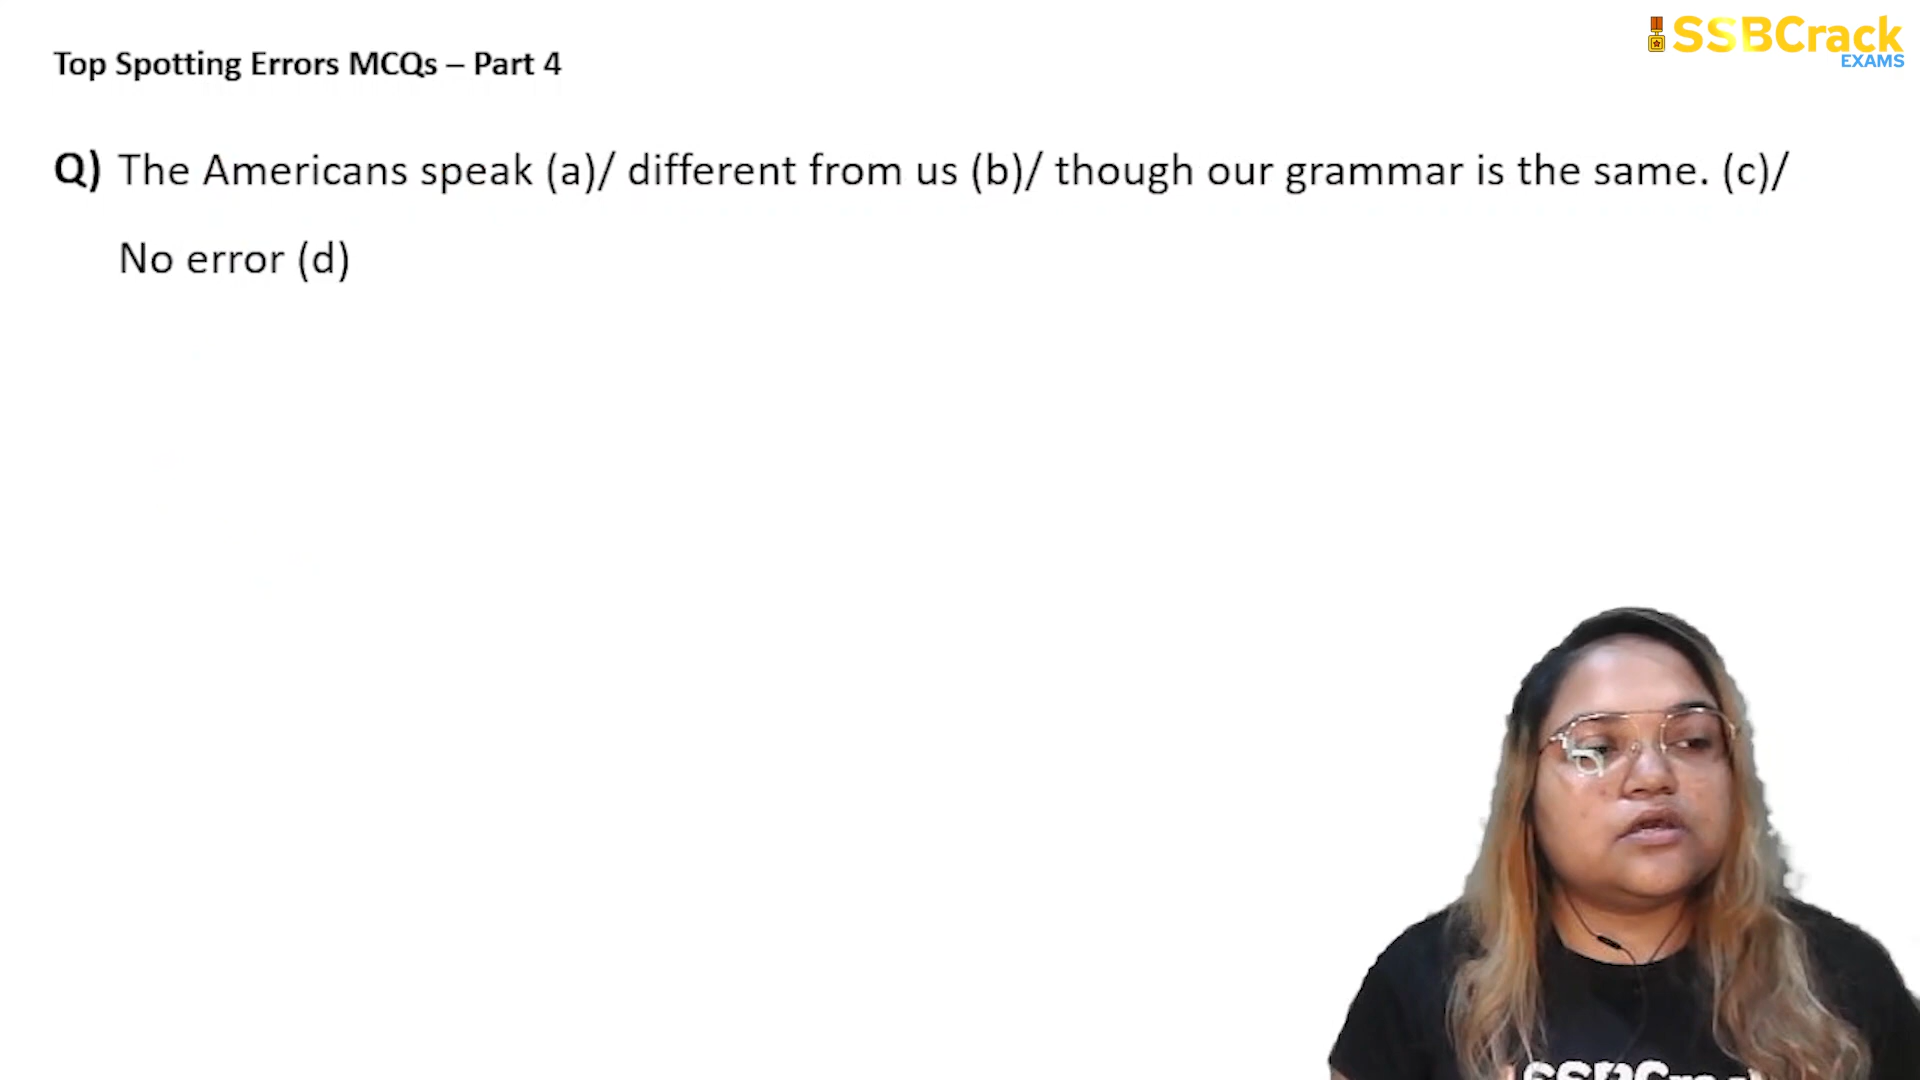 SSBCrack
EXAMS
Top Spotting Errors MCQs – Part 4
Q) The Americans speak (a)/ different from us (b)/ though our grammar is the same. (c)/
No error (d)